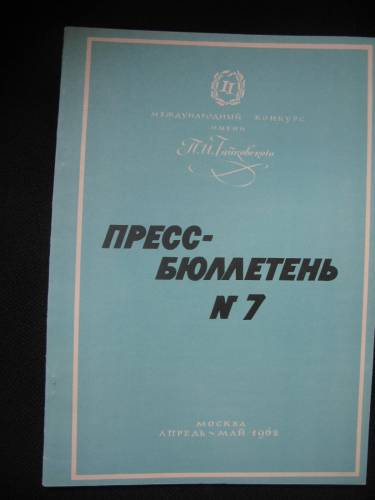 II
МЕЖДУНАРОДНЫЙ КОНКУРС
ИМЕНИ
П.И.Чайковского
ПРЕСС-
БЮЛЛЕТЕНЬ
N 7
МОСКВА
АПРЕЛЬ-МАЙ 1962